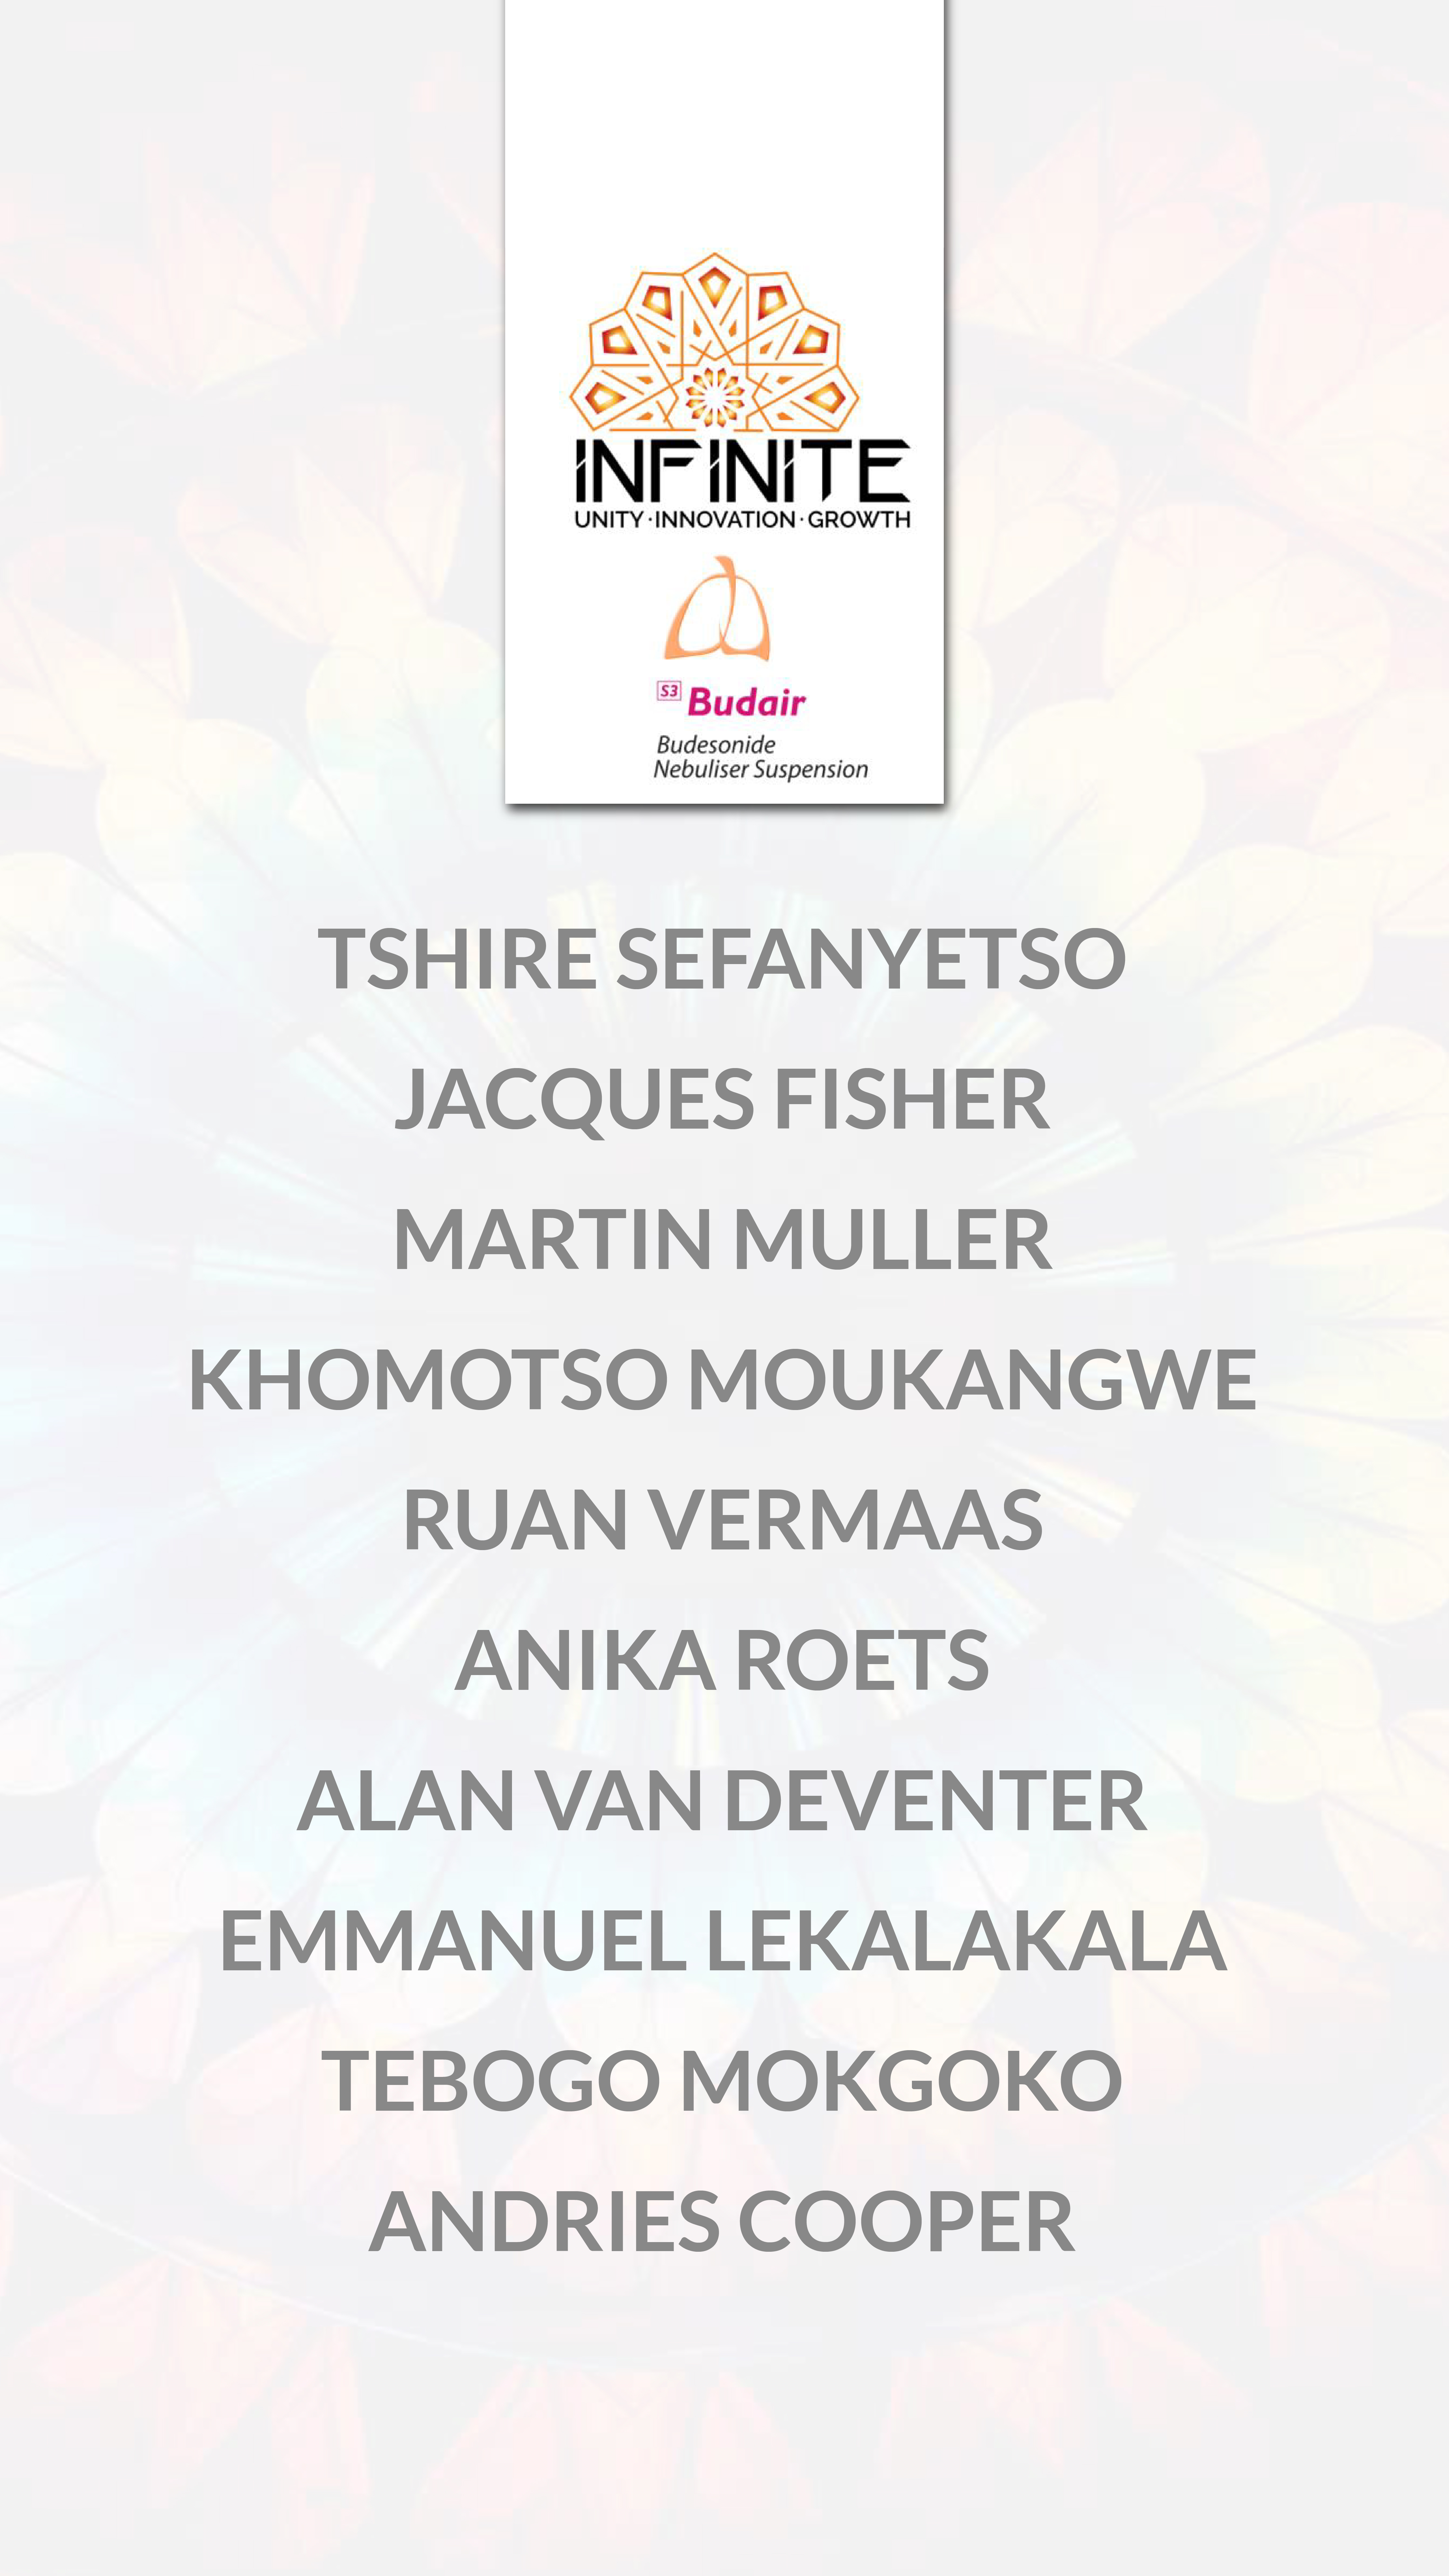 INFINITE
UNITY·INNOVATION·GROWTH
S3 Budair
Budesonide
Nebuliser Suspension
TSHIRE SEFANYETSO
JACQUES FISHER
MARTIN MULLER
KHOMOTSO MOUKANGWE
RUAN VERMAAS
ANIKA ROETS
ALAN VAN DEVENTER
EMMANUEL LEKALAKALA
TEBOGO MOKGOKO
ANDRIES COOPER